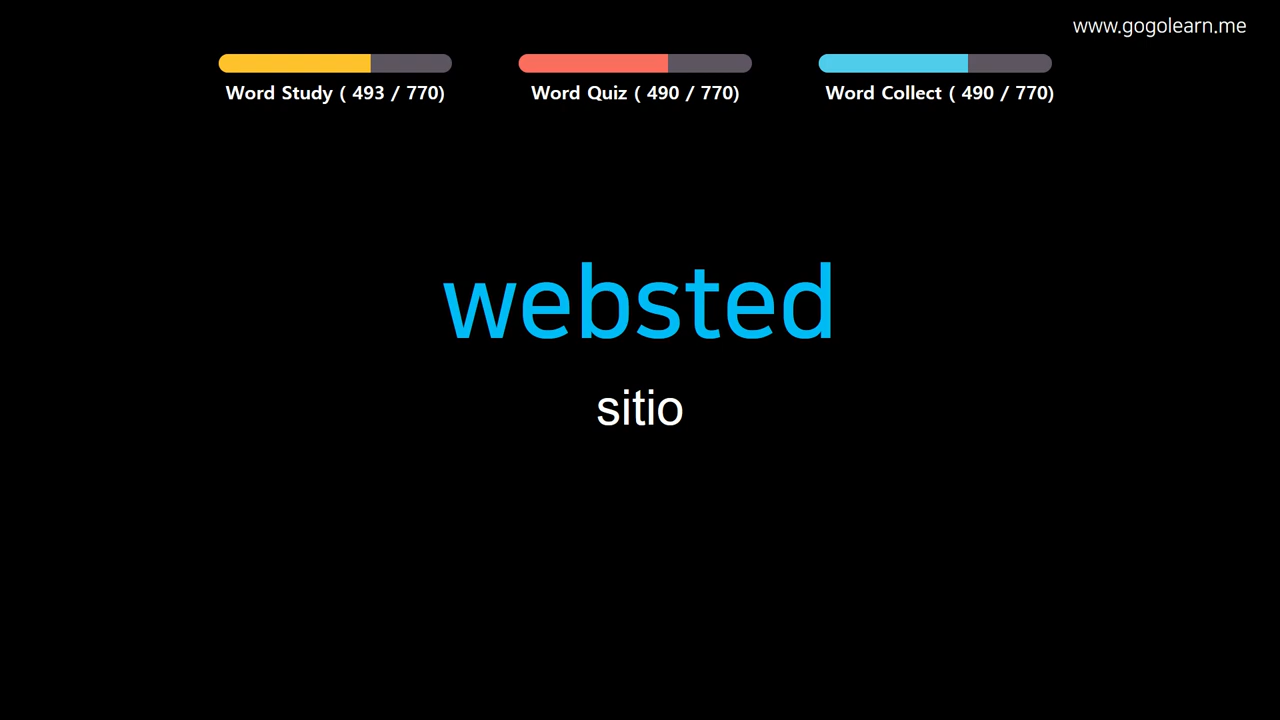 www.gogolearn.me
Word Study ( 493 / 770)
Word Quiz ( 490 / 770)
Word Collect ( 490 / 770)
websted
sitio